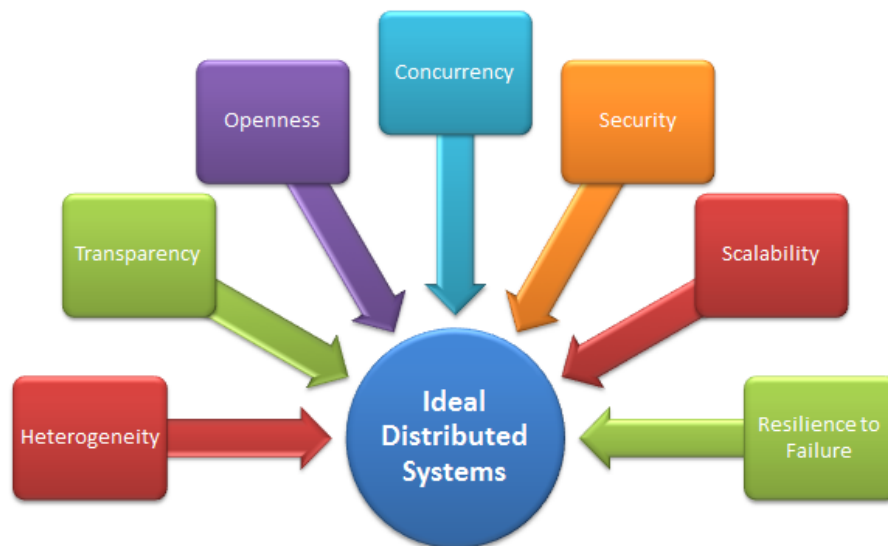 Concurrency
Openness
Security
Transparency
Scalability
Heterogeneity
Ideal
Distributed
Systems
Resilience to
Failure